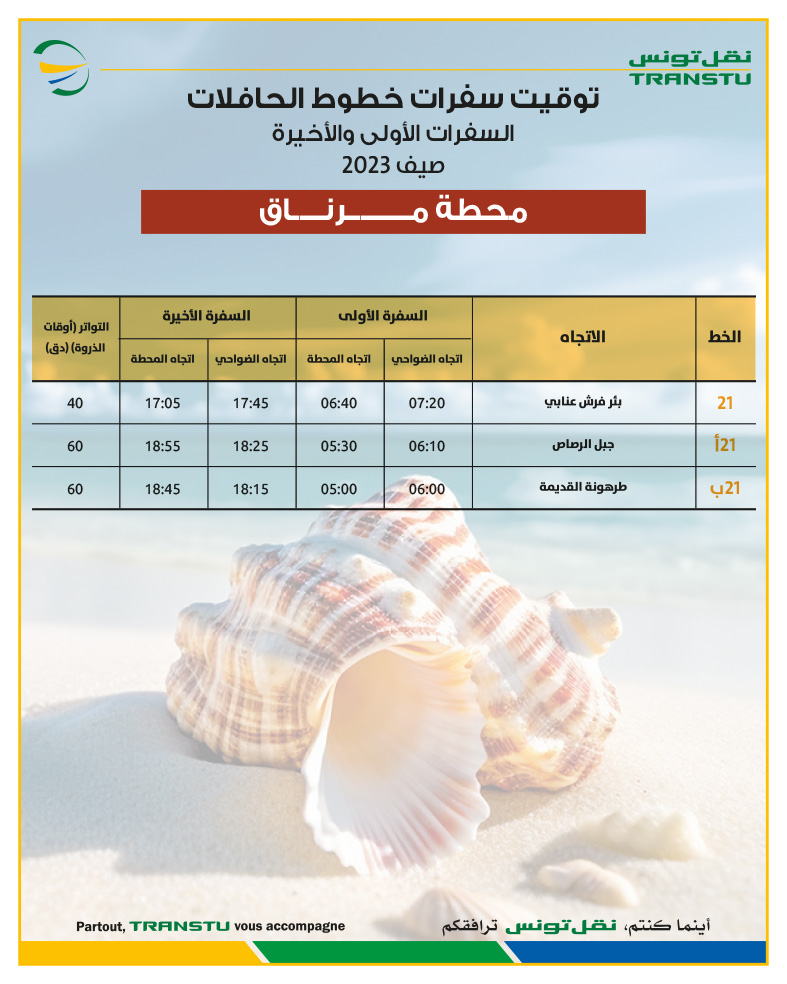 نقل تونس
TRANSTU
توقيت سفرات خطوط الحافلات
السفرات الأولى والأخيرة
صيف 2023
محطة مـــــرنـــاق
الخط الاتجاه السفرة الأولى السفرة الأخيرة التواتر (أوقات الذروة) (دق)
اتجاه الضواحي اتجاه المحطة اتجاه الضواحي اتجاه المحطة
21 بئر فرش عنابي 07:20 06:40 17:45 17:05 40
21أ جبل الرصاص 06:10 05:30 18:25 18:55 60
21ب طرهونة القديمة 06:00 05:00 18:15 18:45 60
أينما كنتم، نقل تونس ترافقكم
Partout, TRANSTU vous accompagne